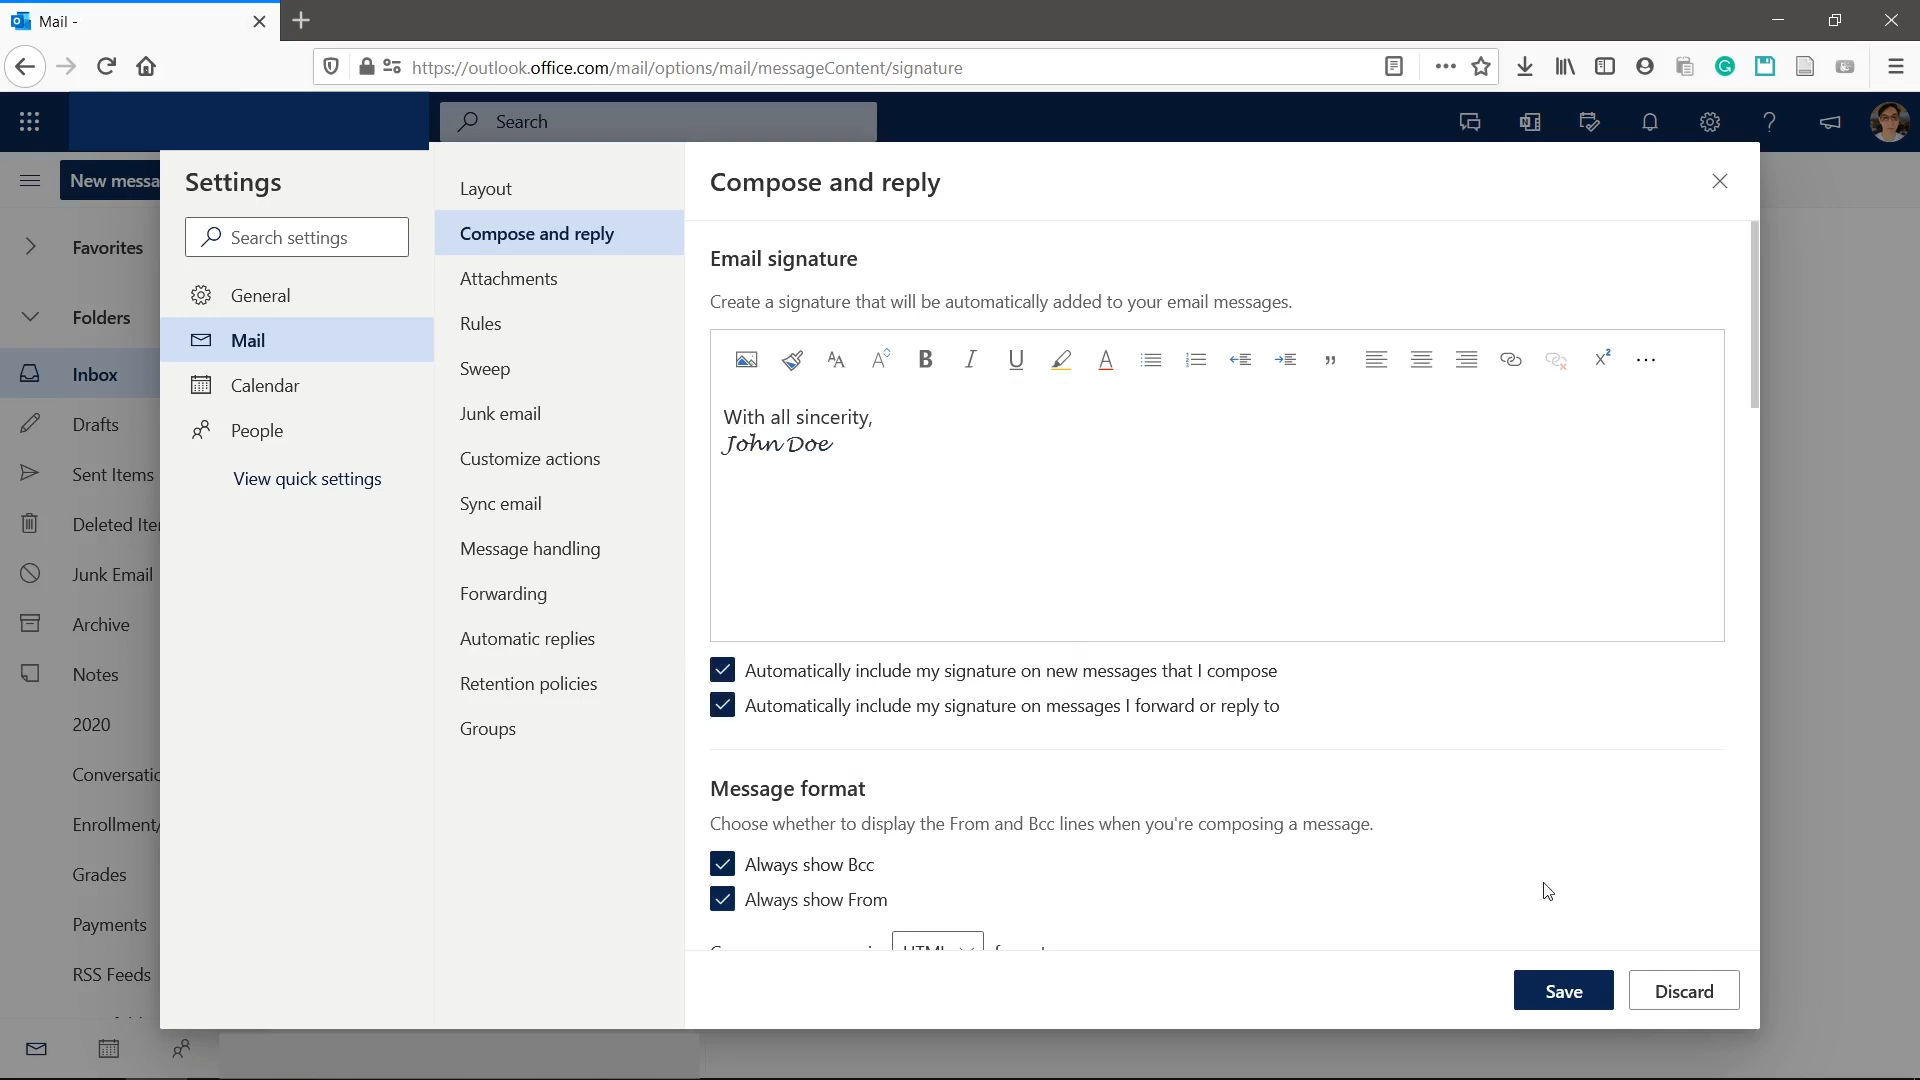 Mail -
https://outlook.office.com/mail/options/mail/messageContent/signature
Search
New messa
Favorites
Folders
Inbox
Drafts
Sent Items
Deleted Ite
Junk Email
Archive
Notes
2020
Conversatio
Enrollment/
Grades
Payments
RSS Feeds
Settings
Search settings
General
Mail
Calendar
People
View quick settings
Layout
Compose and reply
Attachments
Rules
Sweep
Junk email
Customize actions
Sync email
Message handling
Forwarding
Automatic replies
Retention policies
Groups
Compose and reply
Email signature
Create a signature that will be automatically added to your email messages.
With all sincerity,
John Doe
Automatically include my signature on new messages that I compose
Automatically include my signature on messages I forward or reply to
Message format
Choose whether to display the From and Bcc lines when you're composing a message.
Always show Bcc
Always show From
HTML
Save
Discard